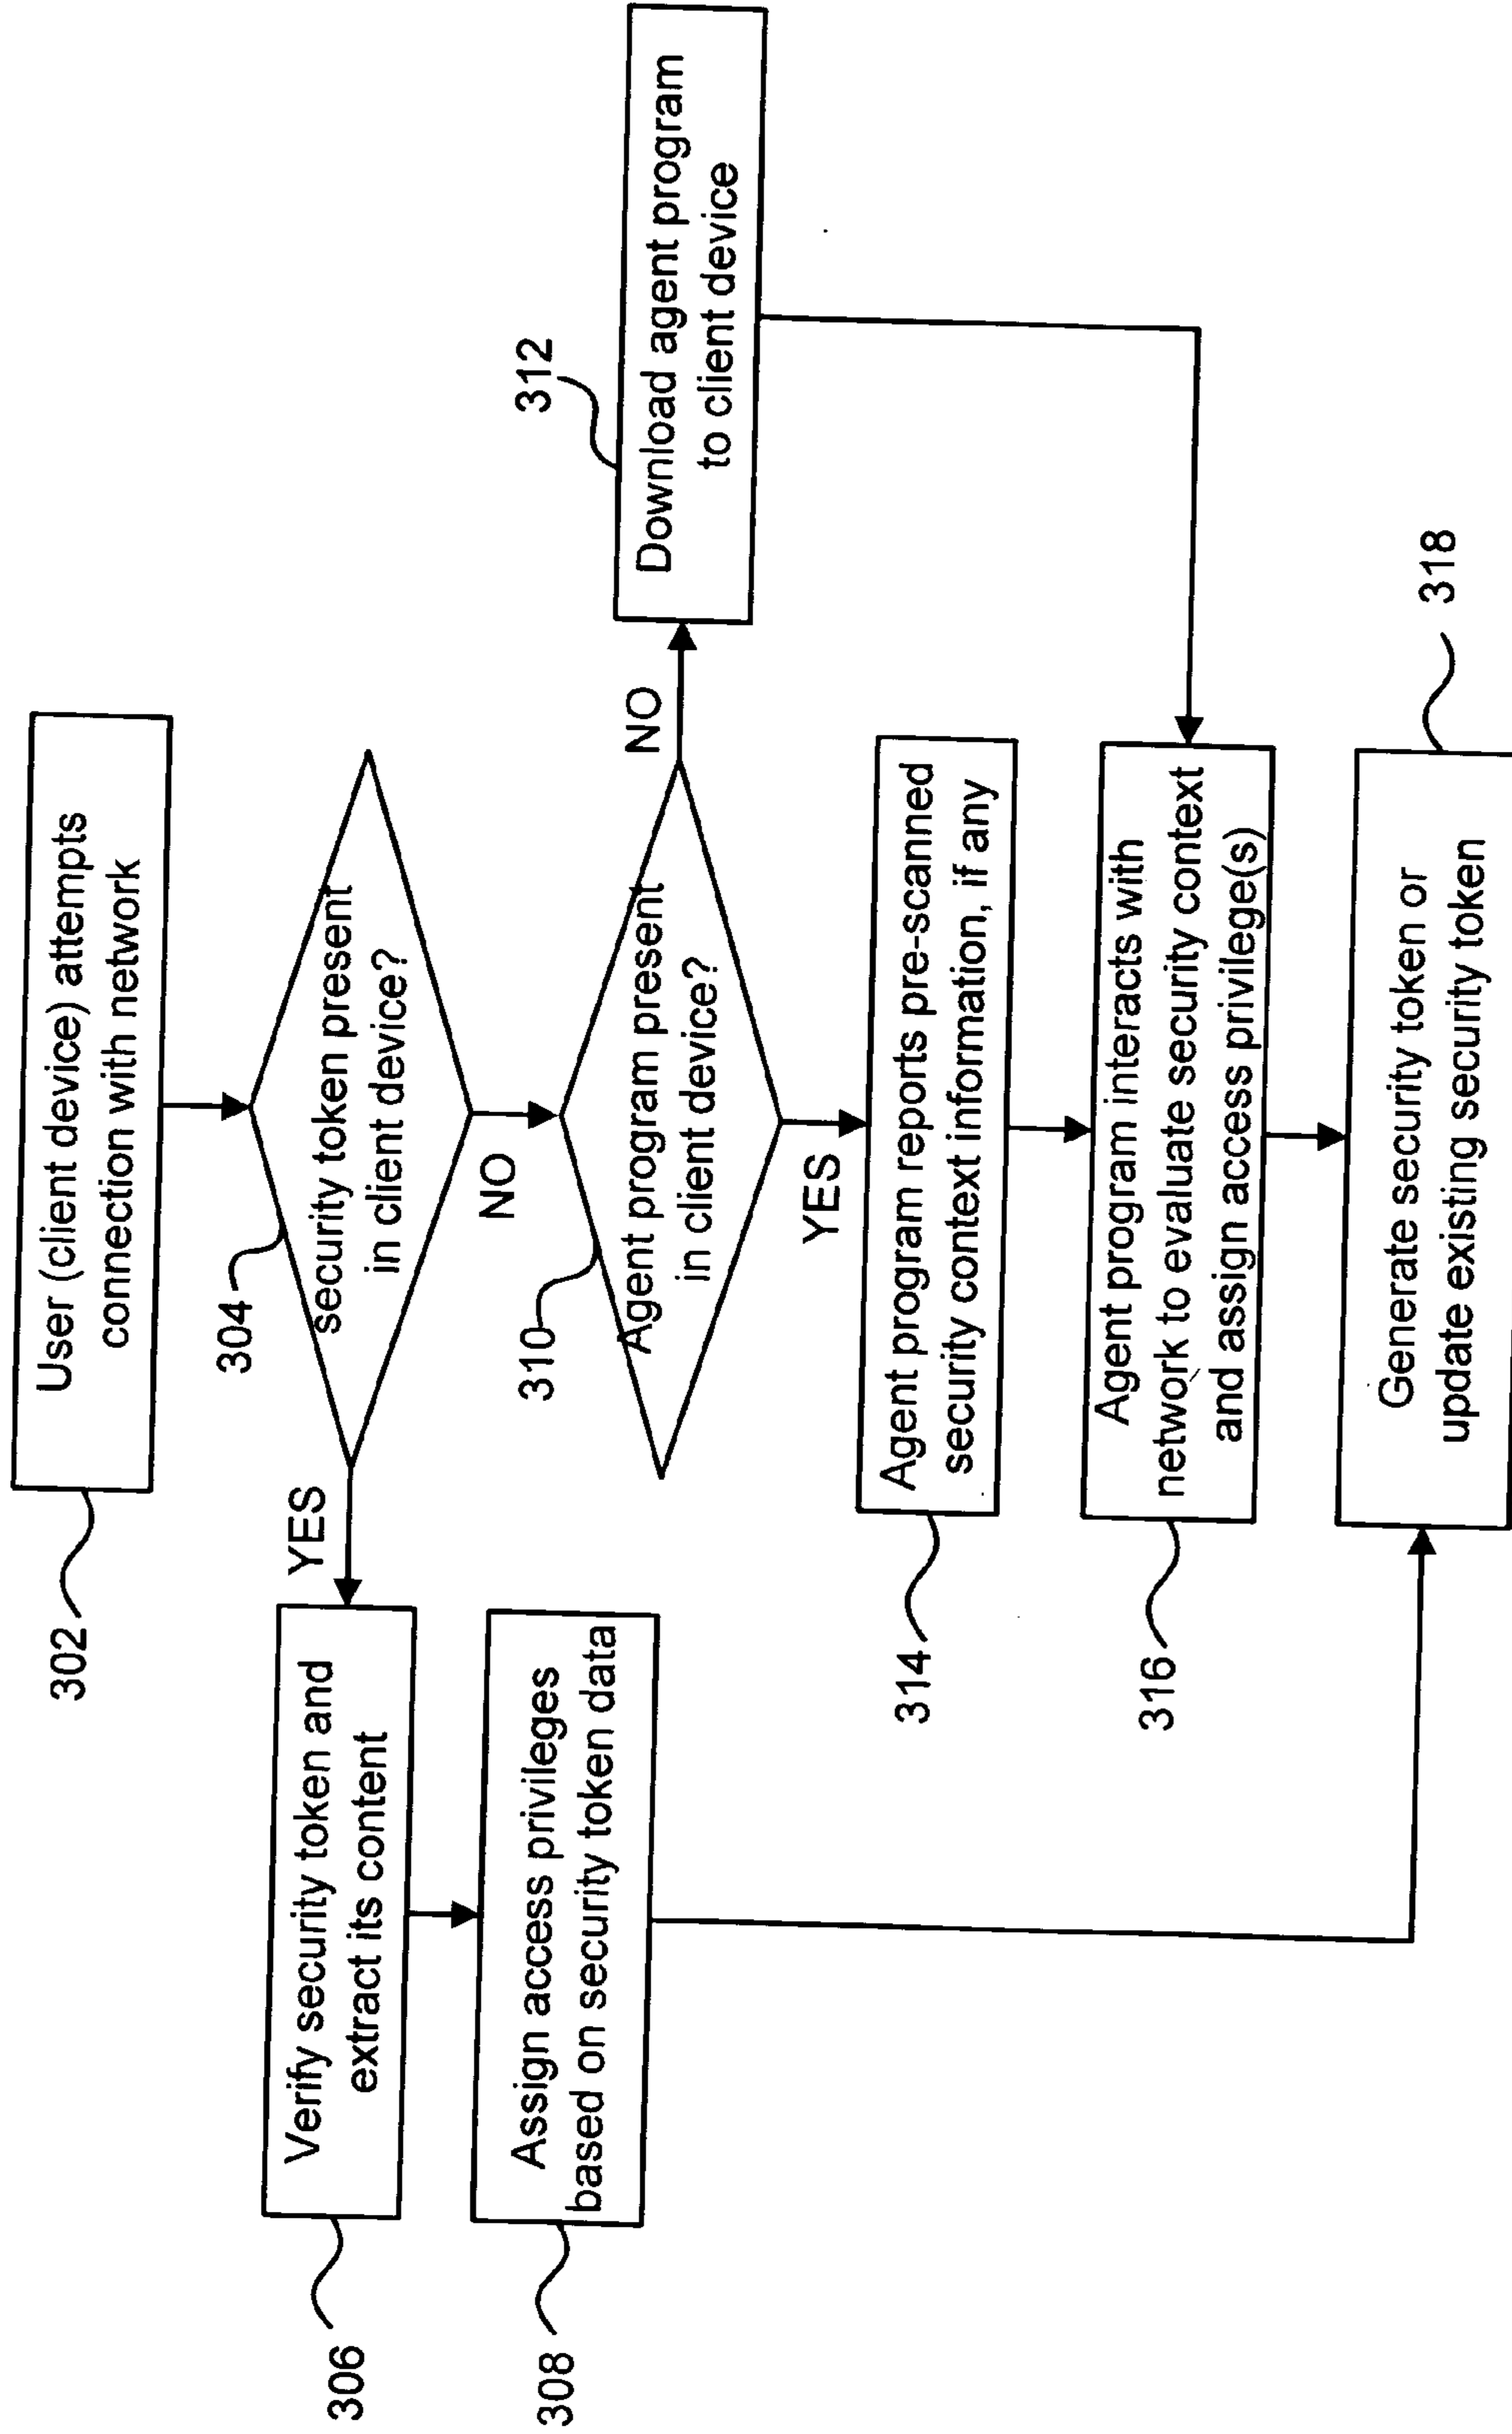 302
User (client device) attempts
connection with network
304
security token present
in client device?
YES
NO
306
Verify security token and
extract its content
308
Assign access privileges
based on security token data
310
Agent program present
in client device?
NO
YES
312
Download agent program
to client device
314
Agent program reports pre-scanned
security context information, if any
316
Agent program interacts with
network to evaluate security context
and assign access privilege(s)
318
Generate security token or
update existing security token